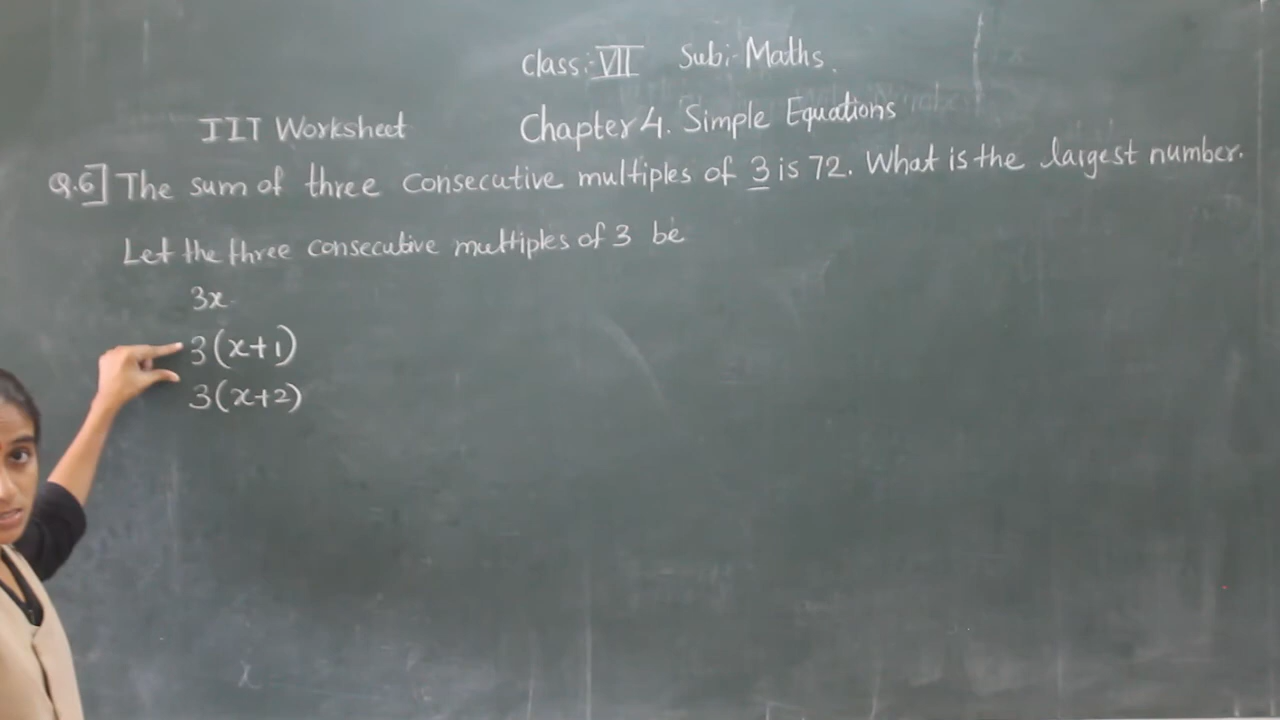 Class:- VII Sub:- Maths
IIT Worksheet Chapter 4. Simple Equations
Q.6] The sum of three consecutive multiples of 3 is 72. What is the largest number.
Let the three consecutive multiples of 3 be
3x
3(x+1)
3(x+2)